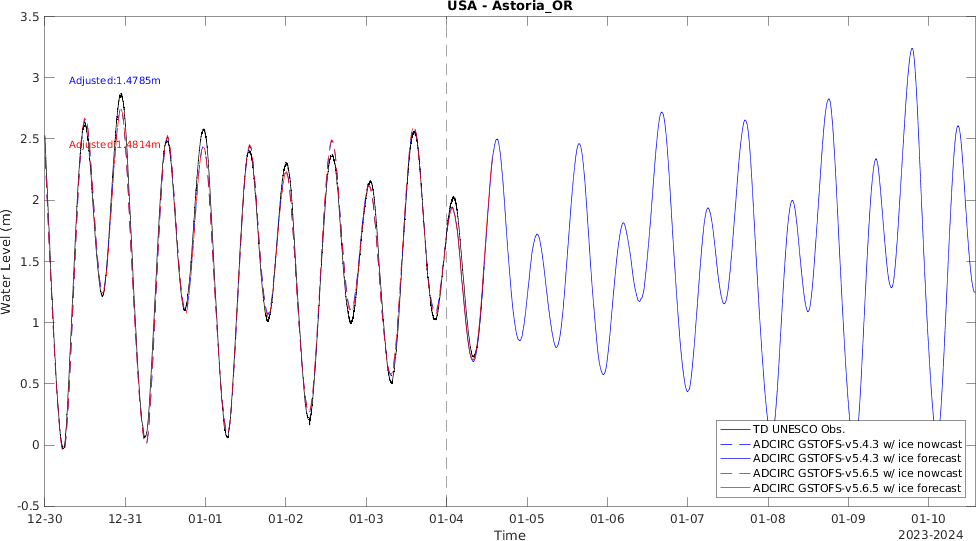 USA - Astoria_OR
Water Level (m)
3.5
3
2.5
2
1.5
1
0.5
0
-0.5
Adjusted:1.4785m
Adjusted:1.4814m
TD UNESCO Obs.
ADCIRC GSTOFS-v5.4.3 w/ ice nowcast
ADCIRC GSTOFS-v5.4.3 w/ ice forecast
ADCIRC GSTOFS-v5.6.5 w/ ice nowcast
ADCIRC GSTOFS-v5.6.5 w/ ice forecast
12-30 12-31 01-01 01-02 01-03 01-04 01-05 01-06 01-07 01-08 01-09 01-10
Time
2023-2024